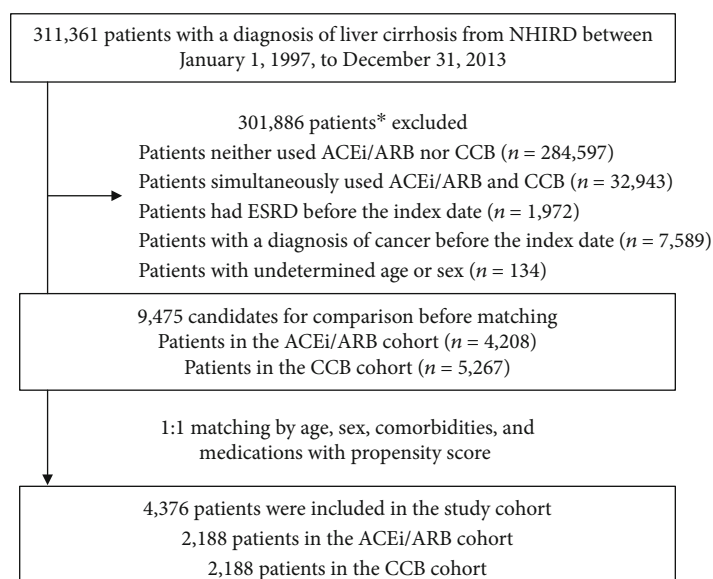 311,361 patients with a diagnosis of liver cirrhosis from NHIRD between
January 1, 1997, to December 31, 2013
301,886 patients* excluded
Patients neither used ACEi/ARB nor CCB (n = 284,597)
Patients simultaneously used ACEi/ARB and CCB (n = 32,943)
Patients had ESRD before the index date (n = 1,972)
Patients with a diagnosis of cancer before the index date (n = 7,589)
Patients with undetermined age or sex (n = 134)
9,475 candidates for comparison before matching
Patients in the ACEi/ARB cohort (n = 4,208)
Patients in the CCB cohort (n = 5,267)
1:1 matching by age, sex, comorbidities, and
medications with propensity score
4,376 patients were included in the study cohort
2,188 patients in the ACEi/ARB cohort
2,188 patients in the CCB cohort